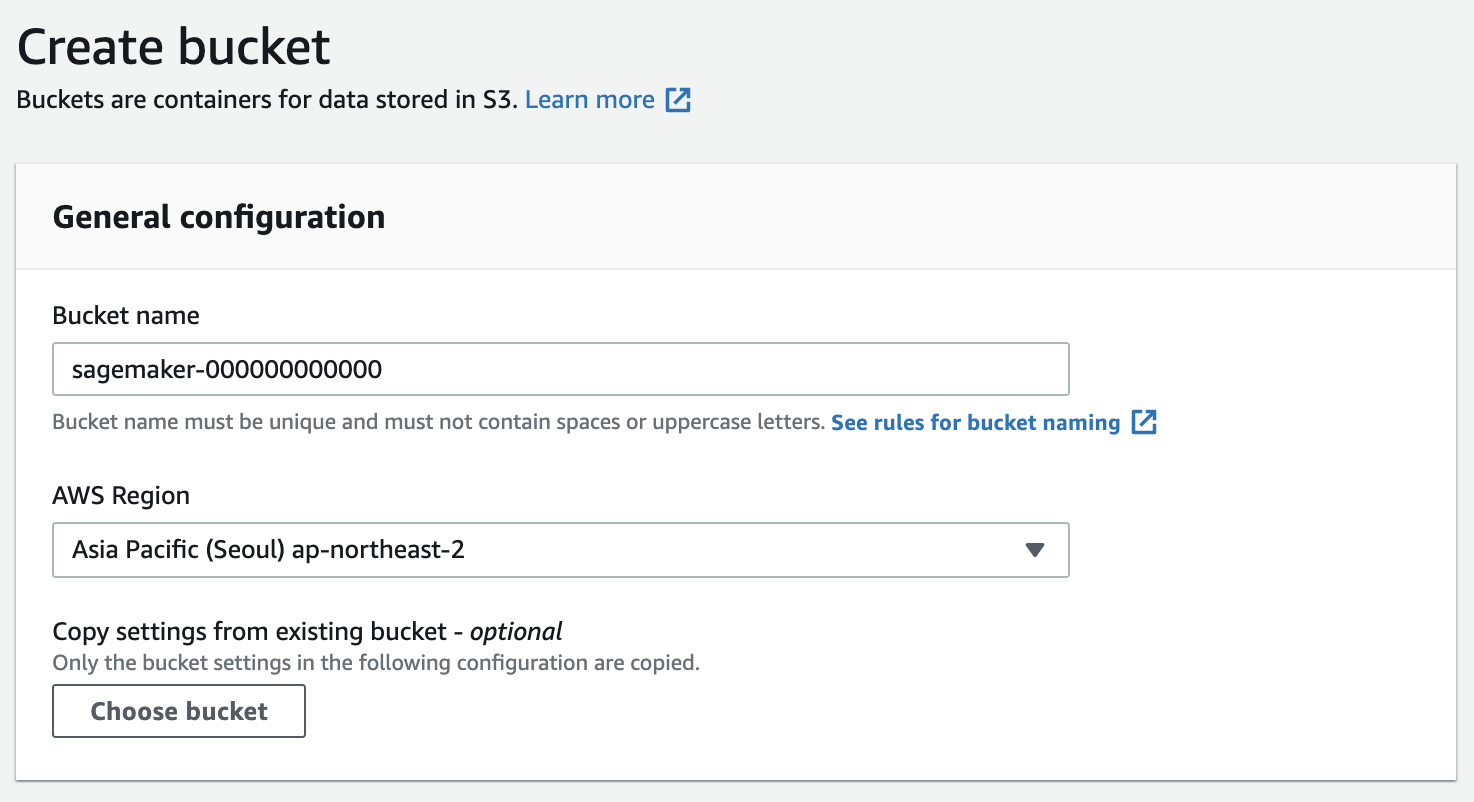 Create bucket
Buckets are containers for data stored in S3. Learn more
General configuration
Bucket name
sagemaker-000000000000
Bucket name must be unique and must not contain spaces or uppercase letters. See rules for bucket naming
AWS Region
Asia Pacific (Seoul) ap-northeast-2
Copy settings from existing bucket - optional
Only the bucket settings in the following configuration are copied.
Choose bucket